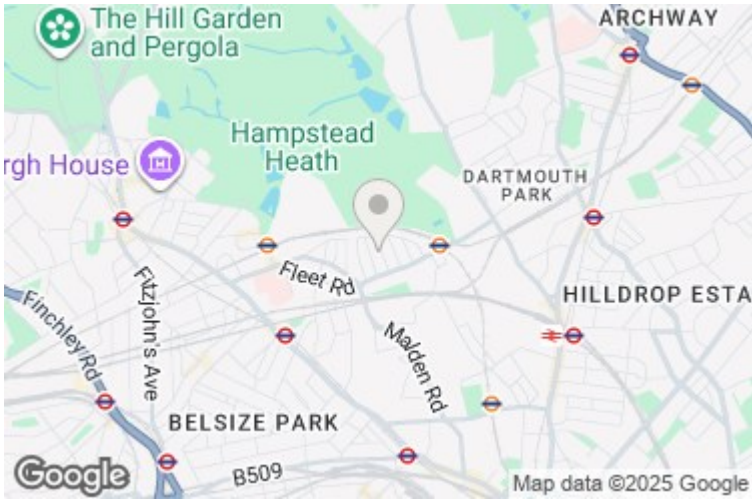 ARCHWAY
The Hill Garden
and Pergola
Hampstead
Heath
rgh House
DARTMOUTH
PARK
Fleet Rd
HILLDROP ESTA
Fitzjohn's Ave
Finchley Rd
Malden Rd
BELSIZE PARK
B509
Google
Map data ©2025 Google